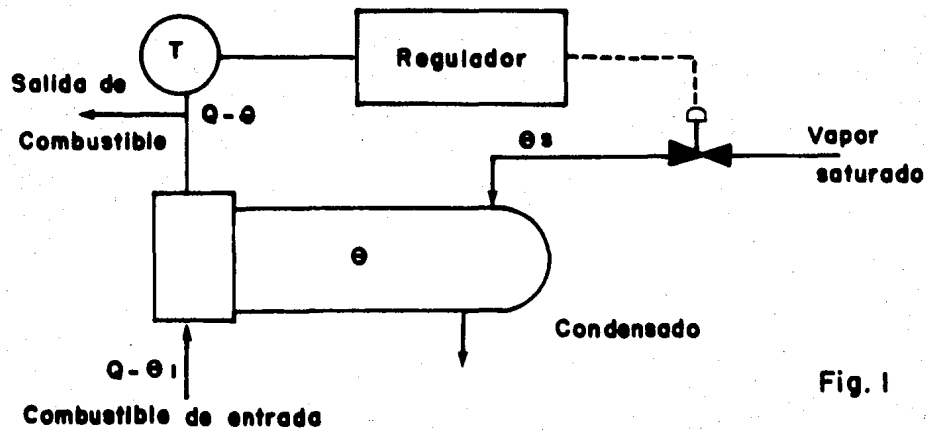 T
Regulador
Salida de
Q-θ
Combustible
θs
Vapor
saturado
θ
Condensado
Q-θ1
Combustible de entrada
Fig. 1